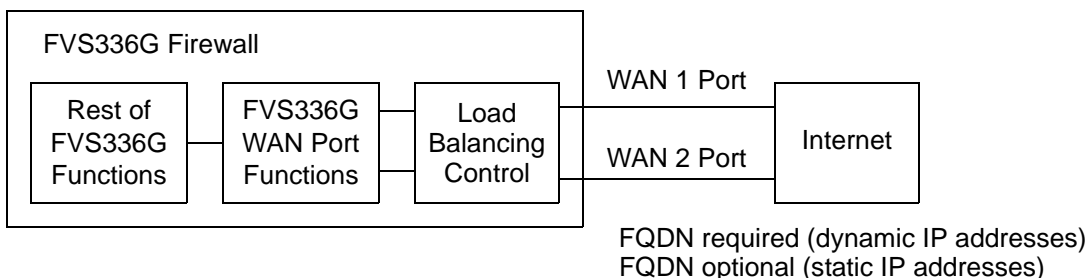 FVS336G Firewall
Rest of
FVS336G
Functions
FVS336G
WAN Port
Functions
Load
Balancing
Control
WAN 1 Port
WAN 2 Port
Internet
FQDN required (dynamic IP addresses)
FQDN optional (static IP addresses)